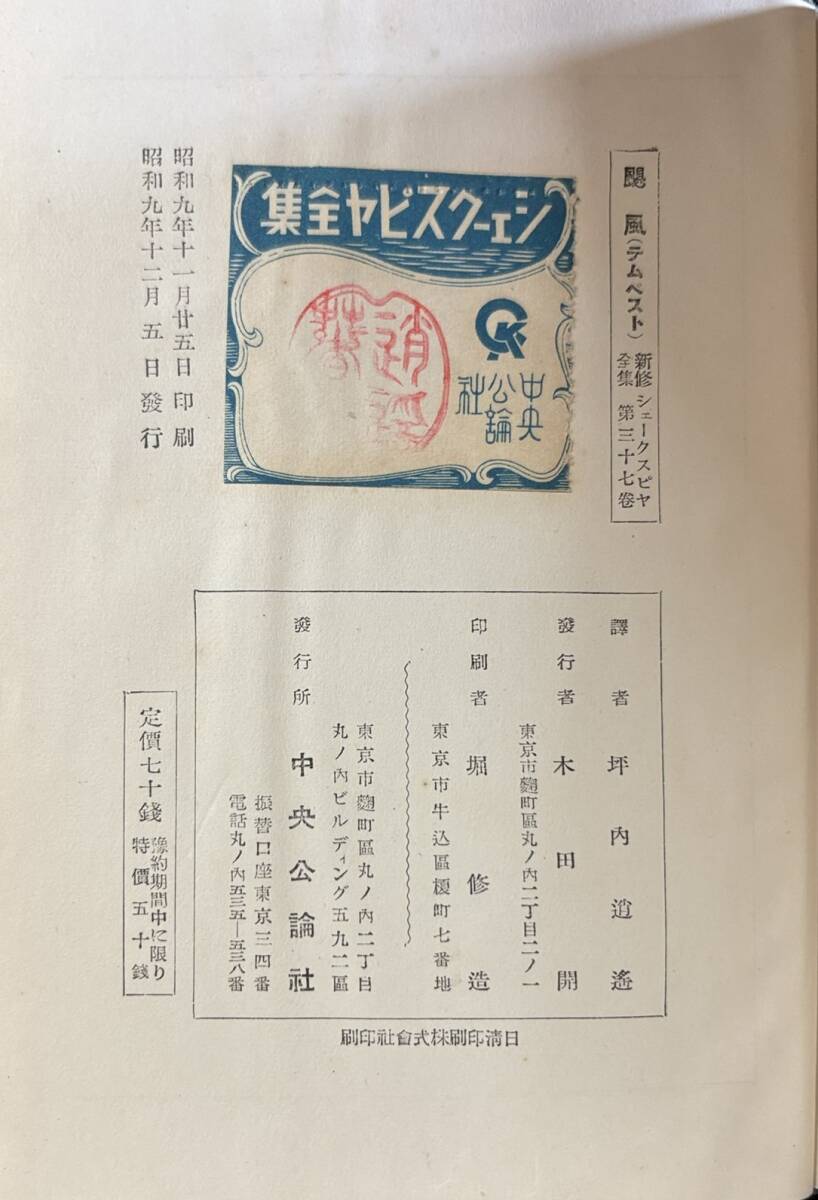 颶風(テムペスト)
新修シェークスピヤ
全集 第三十七卷
シェークスピヤ全集
CK
中央
公論
社
逍遥
昭和九年十一月廿五日印刷
昭和九年十二月五日發行
譯者 坪內逍遙
發行者 木田開
東京市麴町區丸ノ內二丁目二ノ一
印刷者 堀修造
東京市牛込區榎町七番地
發行所 中央公論社
東京市麴町區丸ノ內二丁目
丸ノ內ビルディング五九二區
振替口座東京三四番
電話丸ノ內五三五—五三八番
定價七十錢
豫約期間中に限り
特價五十錢
日淸印刷株式會社印刷